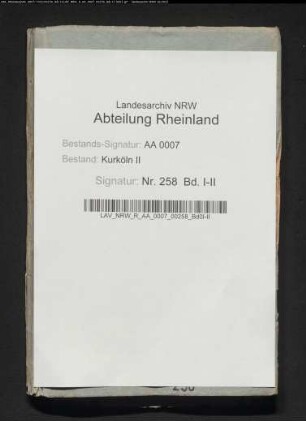 Landesarchiv NRW
Abteilung Rheinland
Bestands-Signatur: AA 0007
Bestand: Kurköln II
Signatur: Nr. 258 Bd. I-II
LAV_NRW_R_AA_0007_00258_Bd0I-II